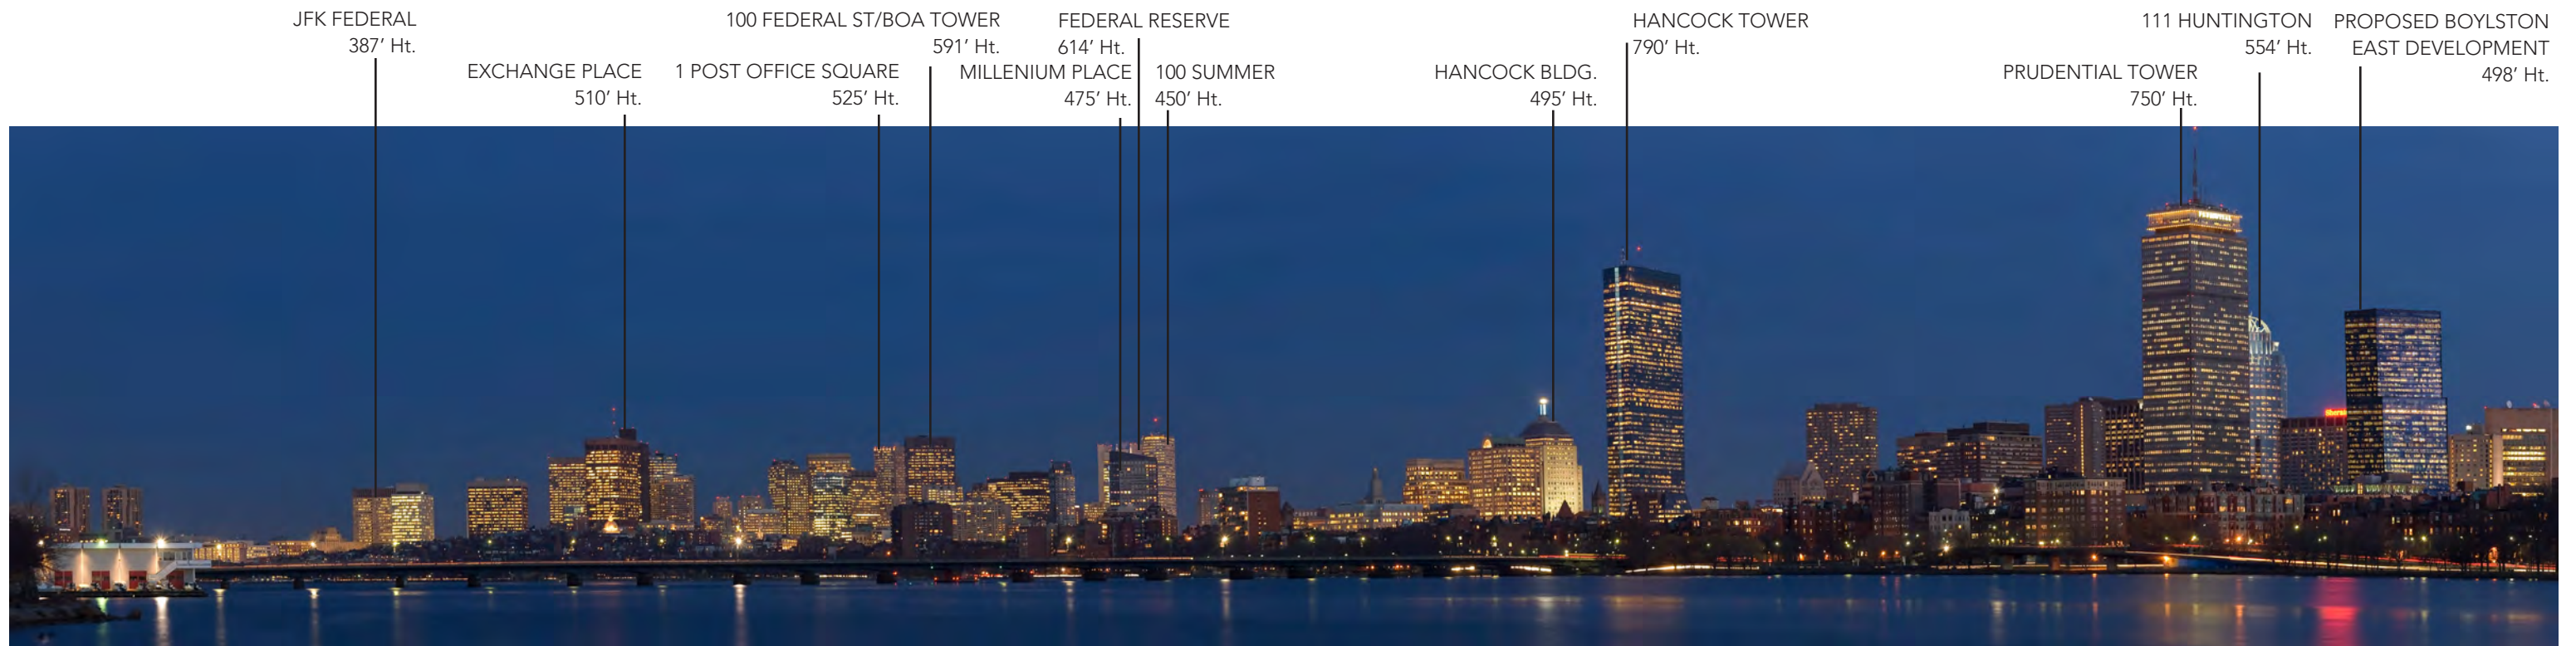 JFK FEDERAL
387’ Ht.
EXCHANGE PLACE
510’ Ht.
1 POST OFFICE SQUARE
525’ Ht.
100 FEDERAL ST/BOA TOWER
591’ Ht.
MILLENIUM PLACE
475’ Ht.
FEDERAL RESERVE
614’ Ht.
100 SUMMER
450’ Ht.
HANCOCK BLDG.
495’ Ht.
HANCOCK TOWER
790’ Ht.
PRUDENTIAL TOWER
750’ Ht.
111 HUNTINGTON
554’ Ht.
PROPOSED BOYLSTON
EAST DEVELOPMENT
498’ Ht.